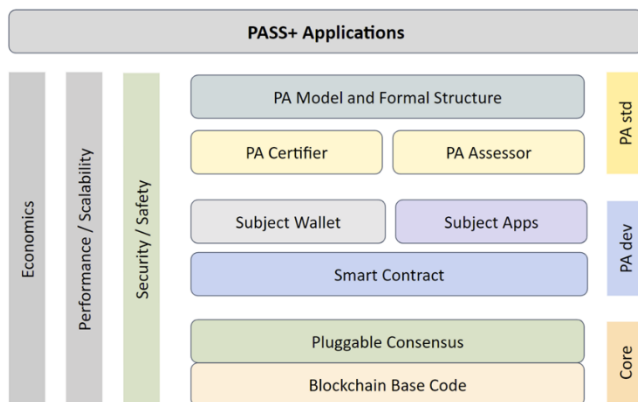 PASS+ Applications
Economics
Performance / Scalability
Security / Safety
PA Model and Formal Structure
PA Certifier
PA Assessor
PA std
Subject Wallet
Subject Apps
Smart Contract
PA dev
Pluggable Consensus
Blockchain Base Code
Core